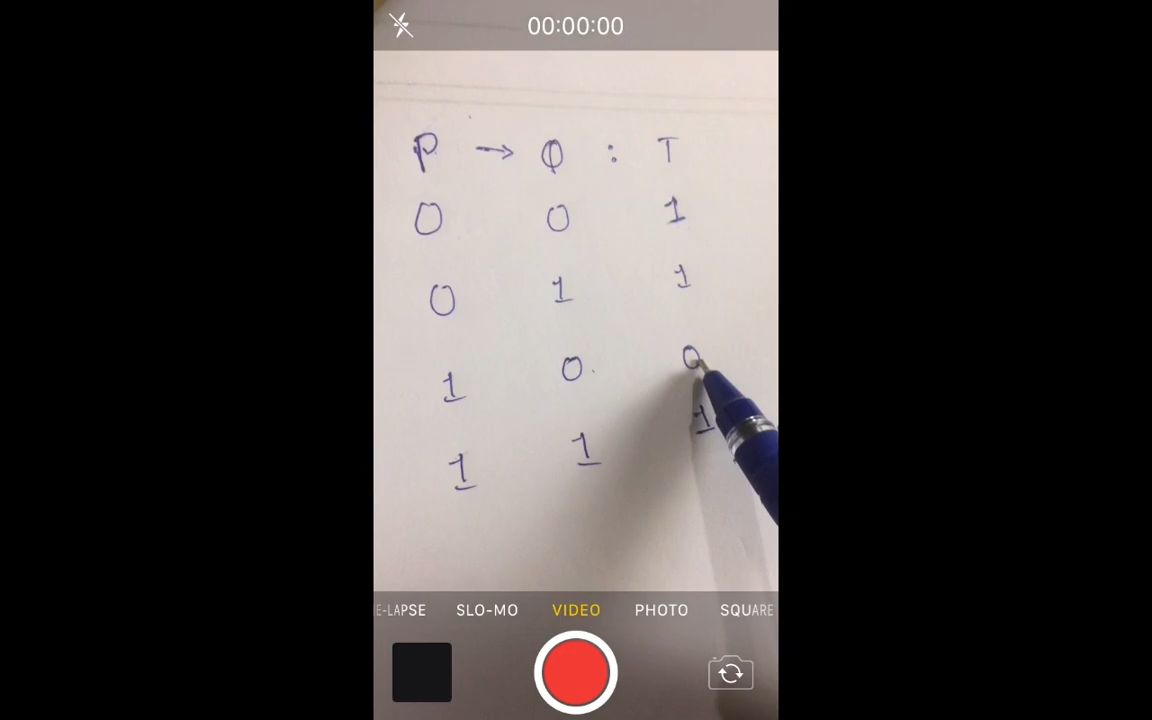 00:00:00
P → Q : T
0 0 1
0 1 1
1 0. 0
1 1 1
E-LAPSE SLO-MO VIDEO PHOTO SQUARE